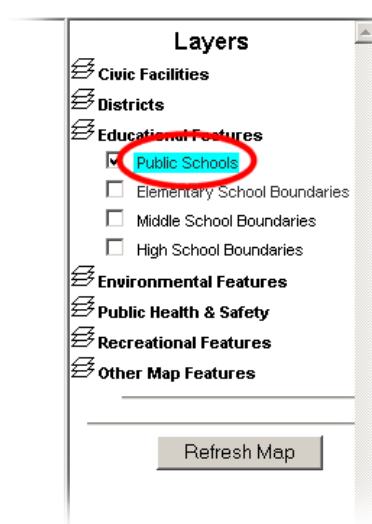 Layers
Civic Facilities
Districts
Educational Features
Public Schools
Elementary School Boundaries
Middle School Boundaries
High School Boundaries
Environmental Features
Public Health & Safety
Recreational Features
Other Map Features
Refresh Map